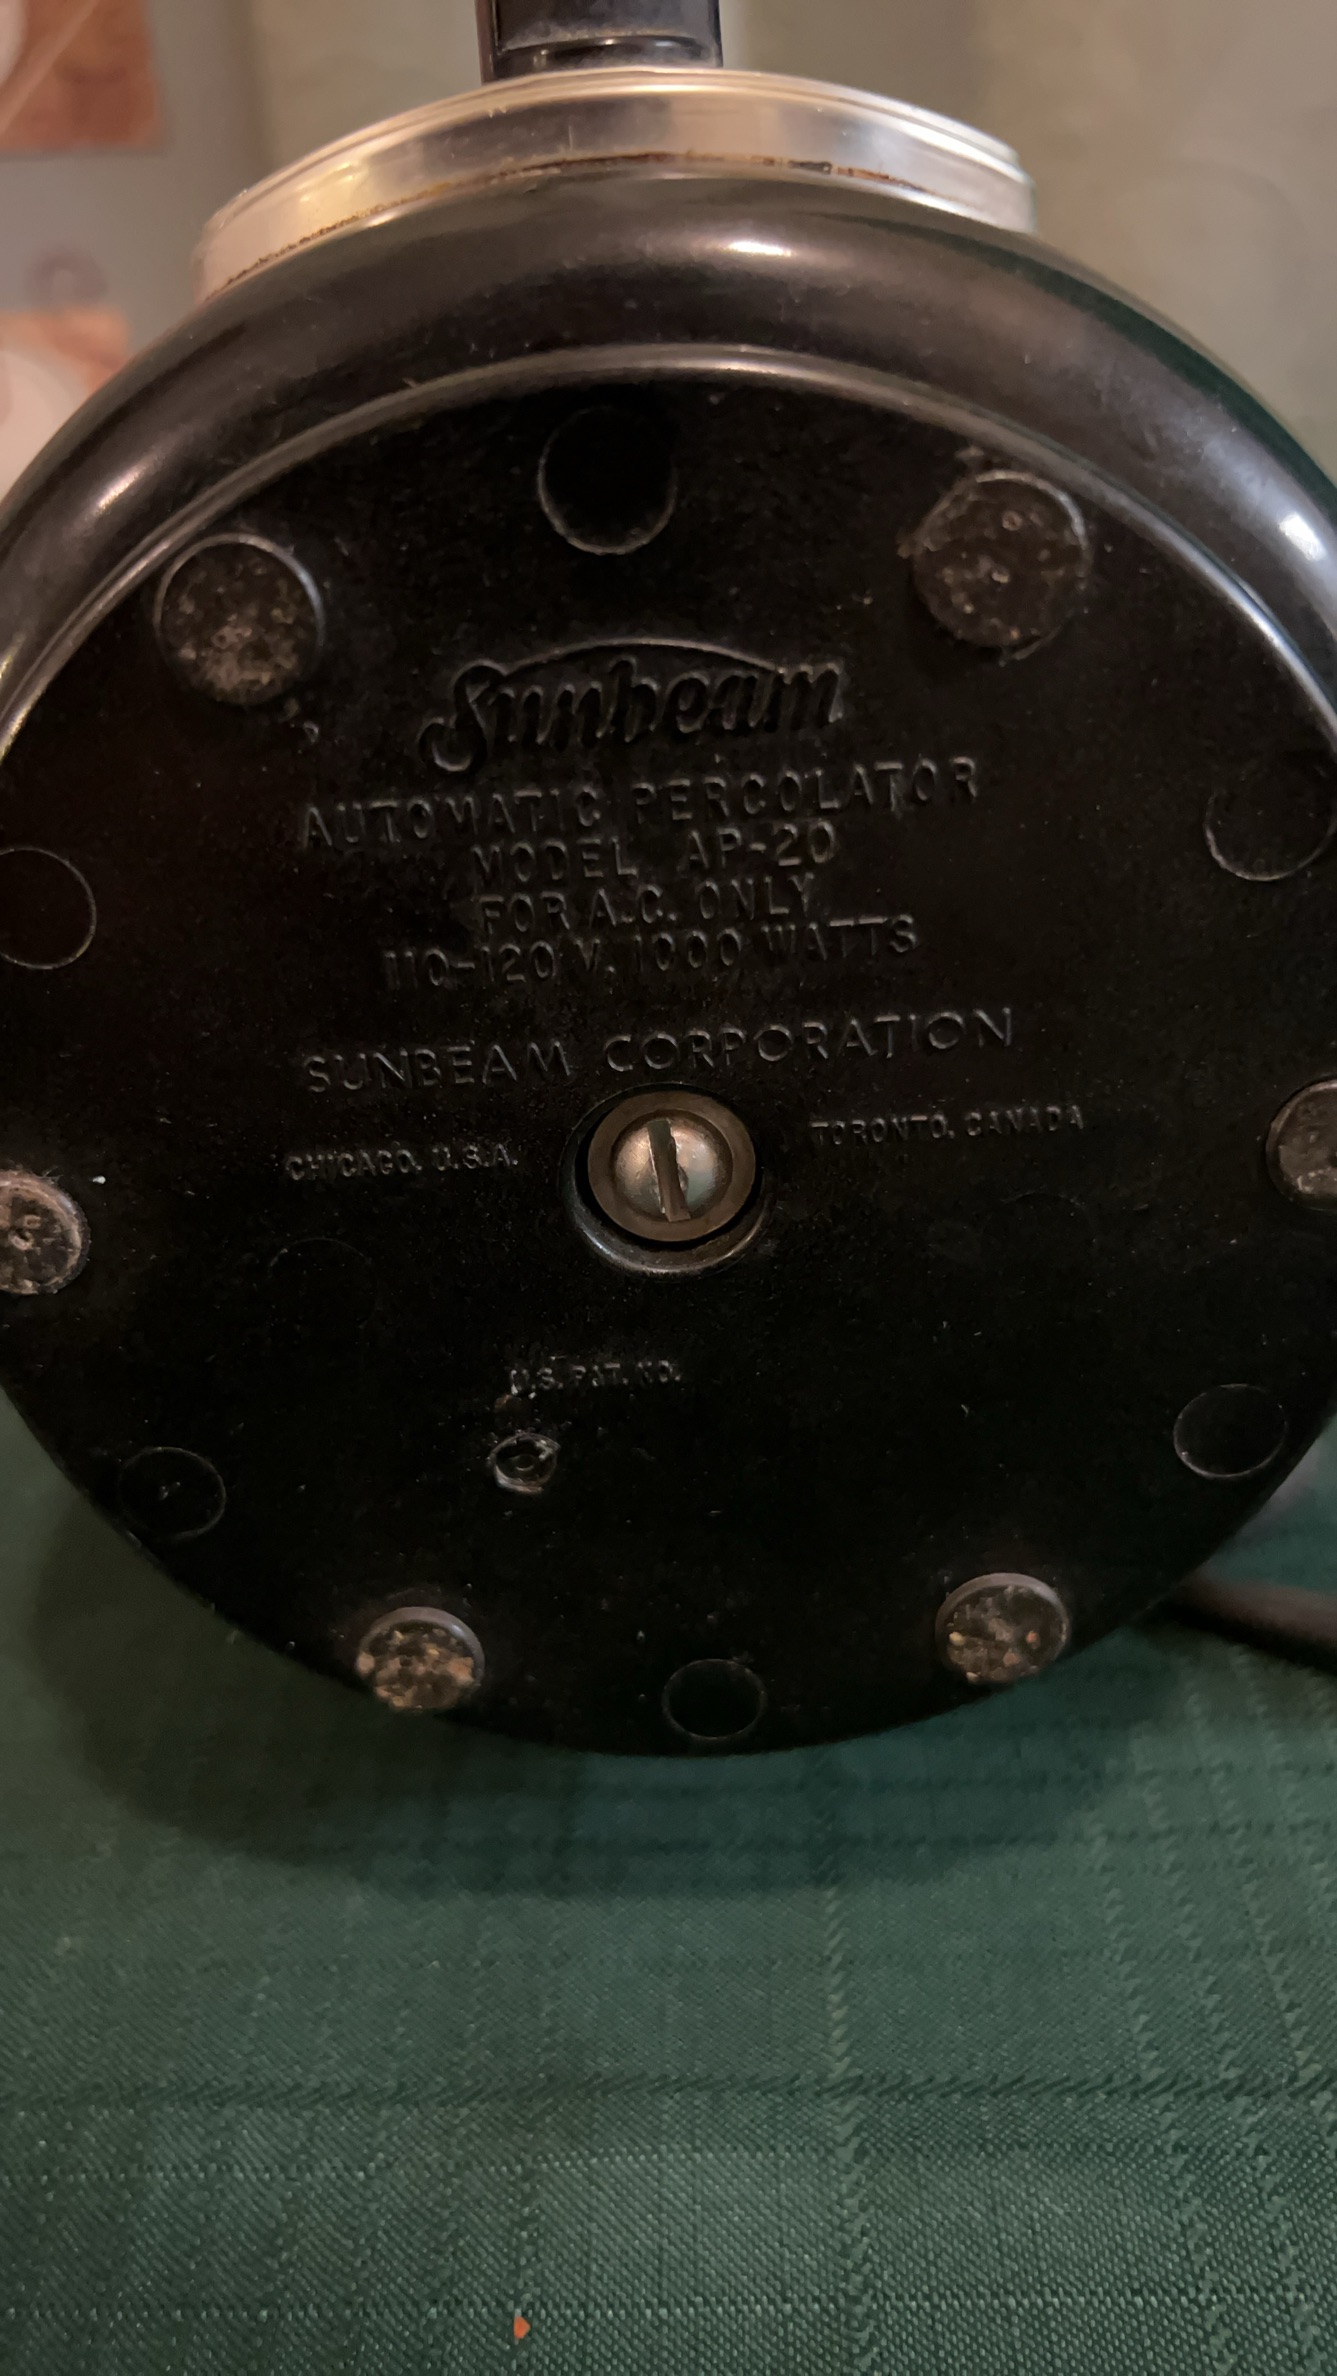 Sunbeam
AUTOMATIC PERCOLATOR
MODEL AP-20
FOR A.C. ONLY
110-120 V. 1000 WATTS
SUNBEAM CORPORATION
CHICAGO, U.S.A.
TORONTO, CANADA
U.S. PAT. NO.